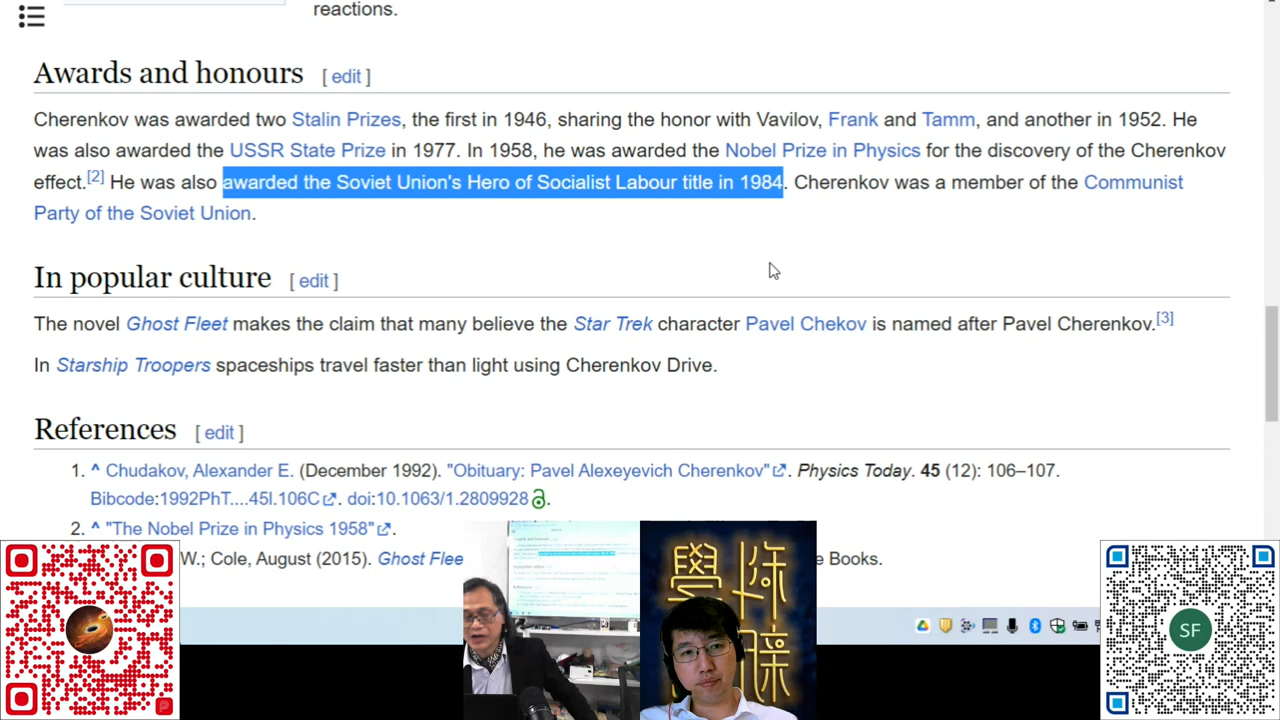 reactions.
Awards and honours [ edit ]
Cherenkov was awarded two Stalin Prizes, the first in 1946, sharing the honor with Vavilov, Frank and Tamm, and another in 1952. He
was also awarded the USSR State Prize in 1977. In 1958, he was awarded the Nobel Prize in Physics for the discovery of the Cherenkov
effect.[2] He was also awarded the Soviet Union's Hero of Socialist Labour title in 1984. Cherenkov was a member of the Communist
Party of the Soviet Union.
In popular culture [ edit ]
The novel Ghost Fleet makes the claim that many believe the Star Trek character Pavel Chekov is named after Pavel Cherenkov.[3]
In Starship Troopers spaceships travel faster than light using Cherenkov Drive.
References [ edit ]
1. ^ Chudakov, Alexander E. (December 1992). "Obituary: Pavel Alexeyevich Cherenkov". Physics Today. 45 (12): 106–107.
Bibcode:1992PhT....45l.106C. doi:10.1063/1.2809928.
2. ^ "The Nobel Prize in Physics 1958".
W.; Cole, August (2015). Ghost Flee
e Books.
SF